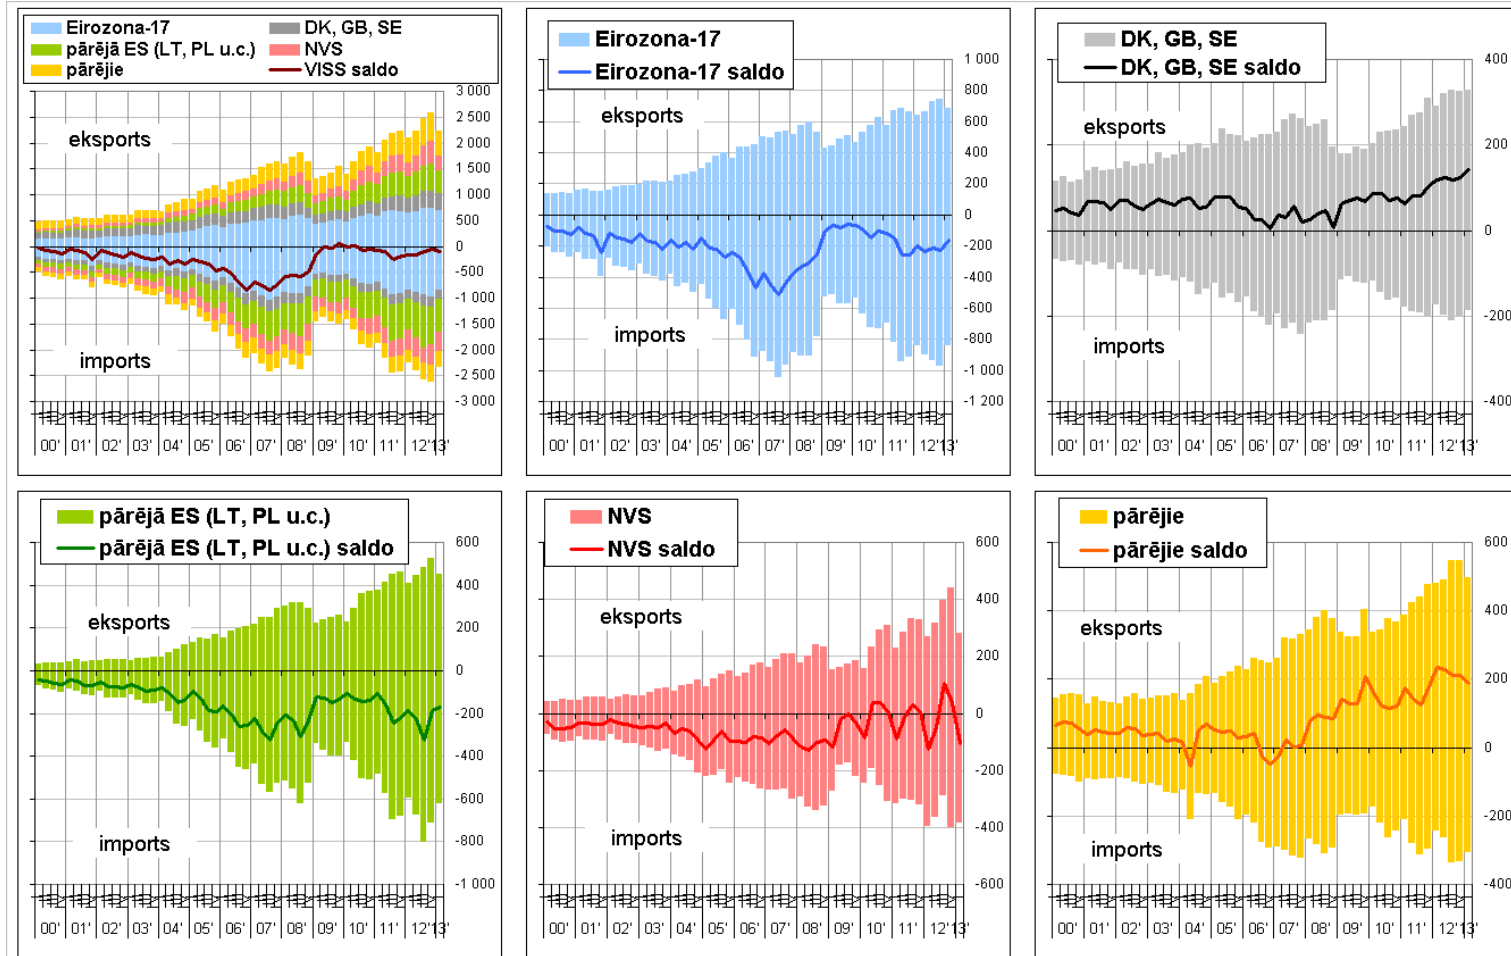 Eirozona-17
DK, GB, SE
pārējā ES (LT, PL u.c.)
NVS
pārējie
VISS saldo
eksports
imports
3 000
2 500
2 000
1 500
1 000
500
0
-500
-1 000
-1 500
-2 000
-2 500
-3 000
00' 01' 02' 03' 04' 05' 06' 07' 08' 09' 10' 11' 12' 13'
Eirozona-17
Eirozona-17 saldo
eksports
imports
1 000
800
600
400
200
0
-200
-400
-600
-800
-1 000
-1 200
00' 01' 02' 03' 04' 05' 06' 07' 08' 09' 10' 11' 12' 13'
DK, GB, SE
DK, GB, SE saldo
eksports
imports
400
200
0
-200
-400
00' 01' 02' 03' 04' 05' 06' 07' 08' 09' 10' 11' 12' 13'
pārējā ES (LT, PL u.c.)
pārējā ES (LT, PL u.c.) saldo
eksports
imports
600
400
200
0
-200
-400
-600
-800
-1 000
00' 01' 02' 03' 04' 05' 06' 07' 08' 09' 10' 11' 12' 13'
NVS
NVS saldo
eksports
imports
600
400
200
0
-200
-400
-600
00' 01' 02' 03' 04' 05' 06' 07' 08' 09' 10' 11' 12' 13'
pārējie
pārējie saldo
eksports
imports
600
400
200
0
-200
-400
00' 01' 02' 03' 04' 05' 06' 07' 08' 09' 10' 11' 12' 13'